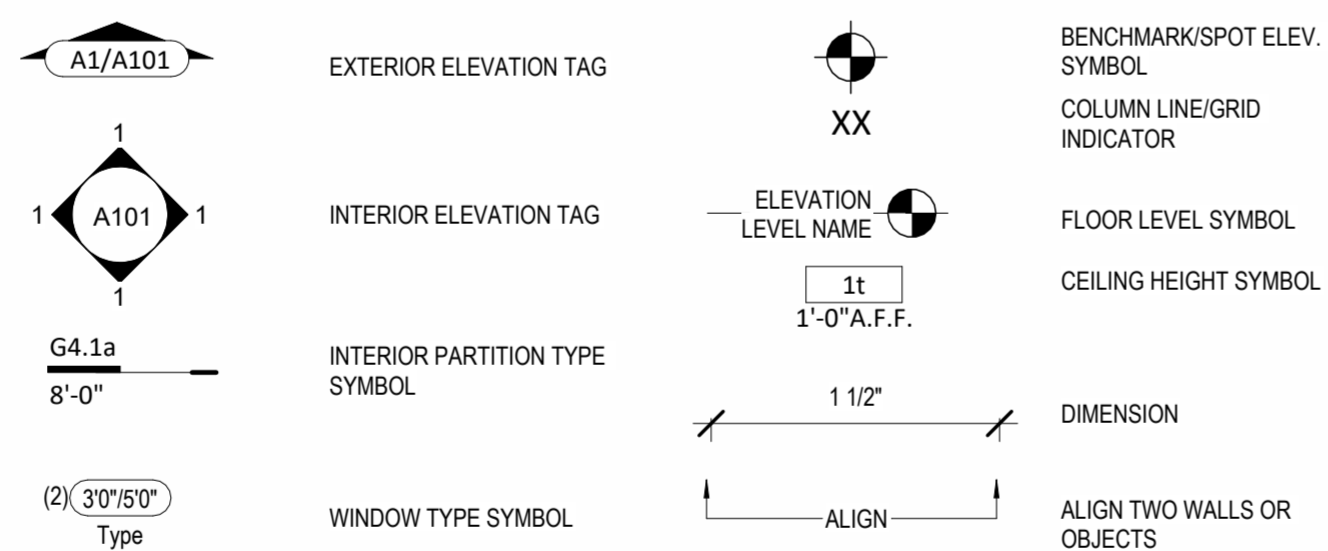 A1/A101
EXTERIOR ELEVATION TAG
1
1
A101
1
1
INTERIOR ELEVATION TAG
G4.1a
8'-0"
INTERIOR PARTITION TYPE
SYMBOL
(2) 3'0"/5'0"
Type
WINDOW TYPE SYMBOL
BENCHMARK/SPOT ELEV.
SYMBOL
XX
COLUMN LINE/GRID
INDICATOR
ELEVATION
LEVEL NAME
FLOOR LEVEL SYMBOL
1t
1'-0"A.F.F.
CEILING HEIGHT SYMBOL
1 1/2"
DIMENSION
ALIGN
ALIGN TWO WALLS OR
OBJECTS